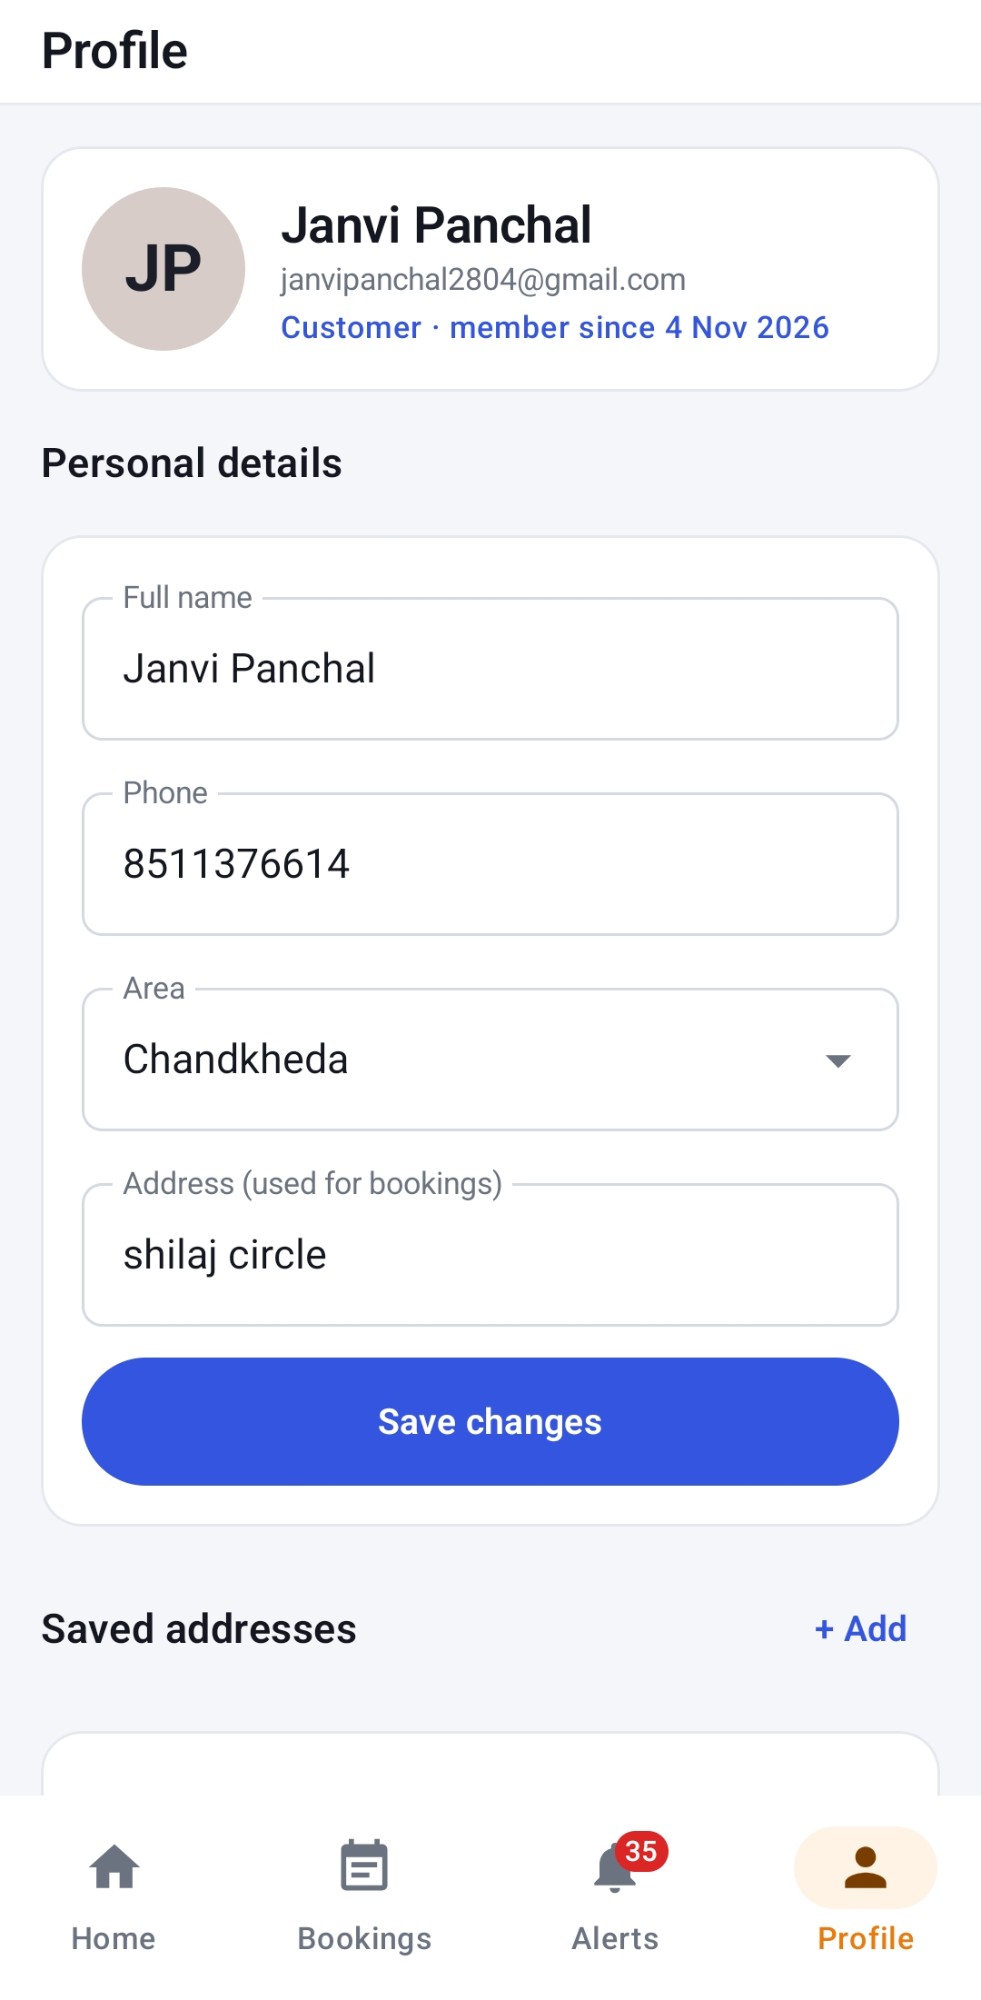 Profile
JP
Janvi Panchal
janvipanchal2804@gmail.com
Customer · member since 4 Nov 2026
Personal details
Full name
Janvi Panchal
Phone
8511376614
Area
Chandkheda
Address (used for bookings)
shilaj circle
Save changes
Saved addresses
+ Add
35
Home
Bookings
Alerts
Profile